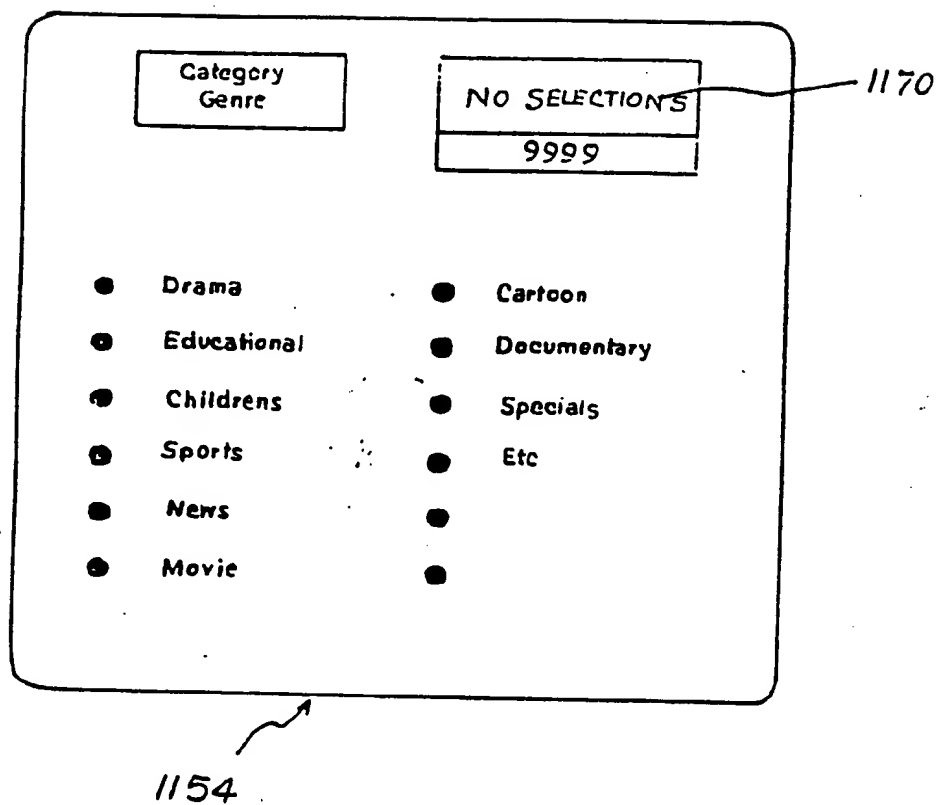 Category
Genre
NO SELECTIONS
9999
1170
Drama
Educational
Childrens
Sports
News
Movie
Cartoon
Documentary
Specials
Etc
1154